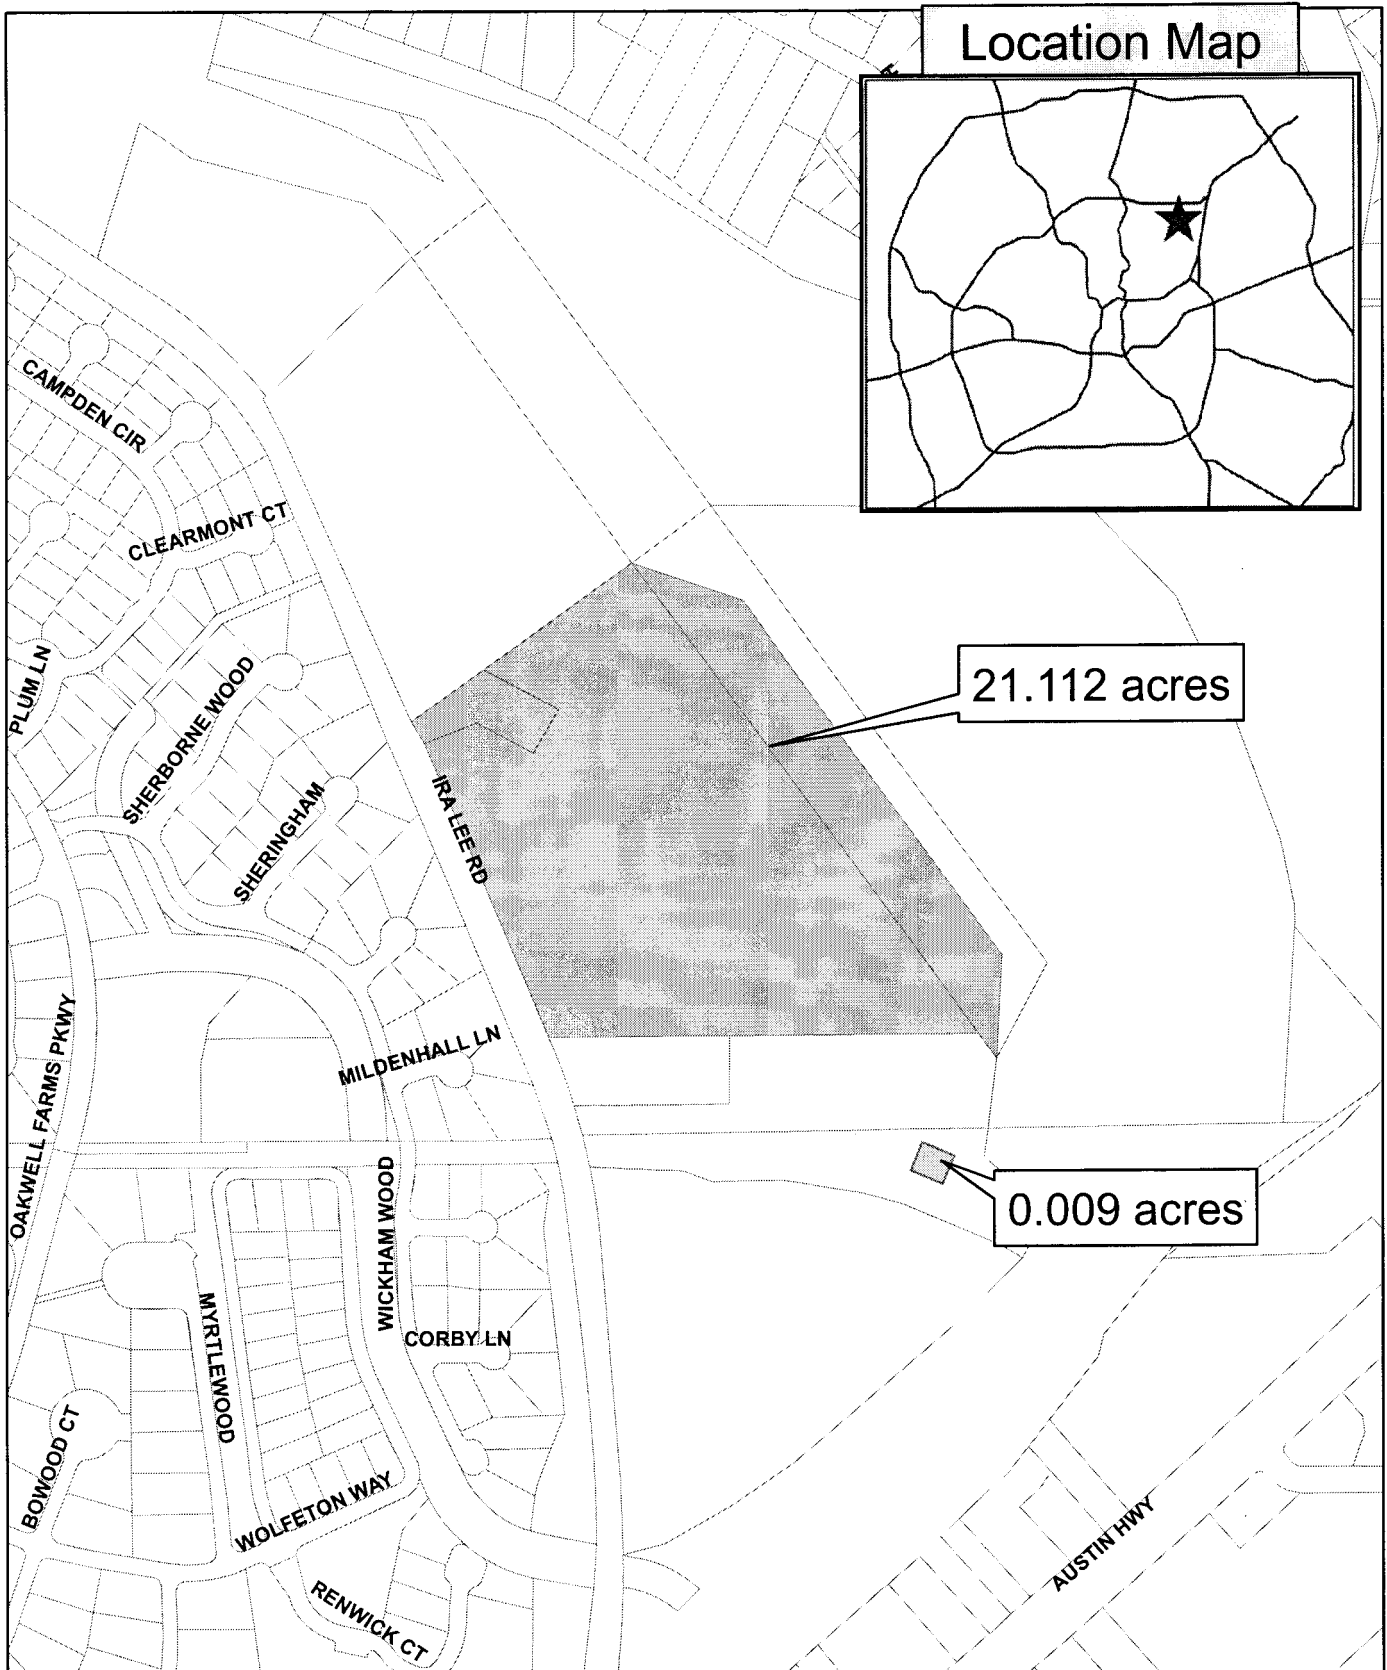 Location Map
CAMPDEN CIR
CLEARMONT CT
PLUM LN
SHERBORNE WOOD
21.112 acres
SHERINGHAM
IRA LEE RD
OAKWELL FARMS PKWY
MILDENHALL LN
WICKHAM WOOD
0.009 acres
MYRTLEWOOD
CORBY LN
BOWOOD CT
WOLFETON WAY
AUSTIN HWY
RENWICK CT